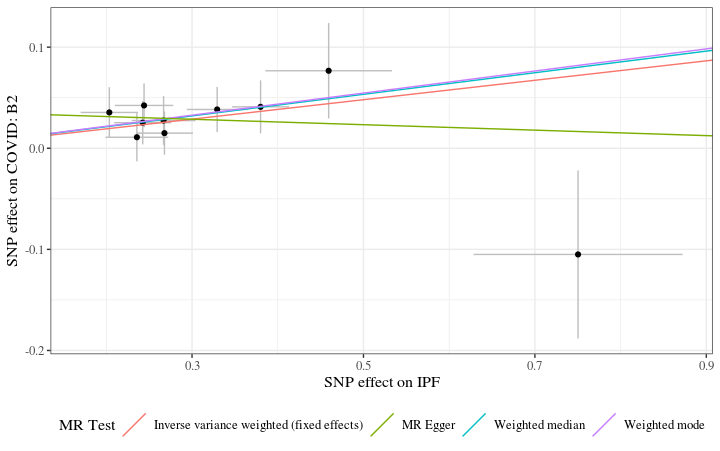 SNP effect on COVID: B2
0.1
0.0
-0.1
-0.2
0.3
0.5
0.7
0.9
SNP effect on IPF
MR Test
Inverse variance weighted (fixed effects)
MR Egger
Weighted median
Weighted mode